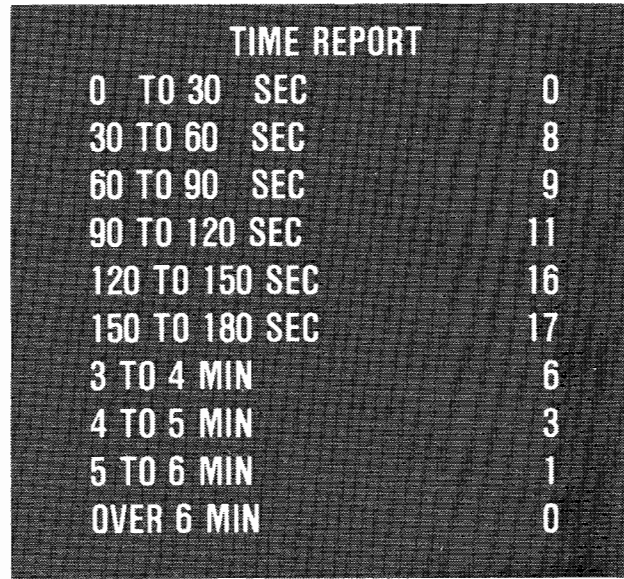 TIME REPORT
0 TO 30 SEC 0
30 TO 60 SEC 8
60 TO 90 SEC 9
90 TO 120 SEC 11
120 TO 150 SEC 16
150 TO 180 SEC 17
3 TO 4 MIN 6
4 TO 5 MIN 3
5 TO 6 MIN 1
OVER 6 MIN 0